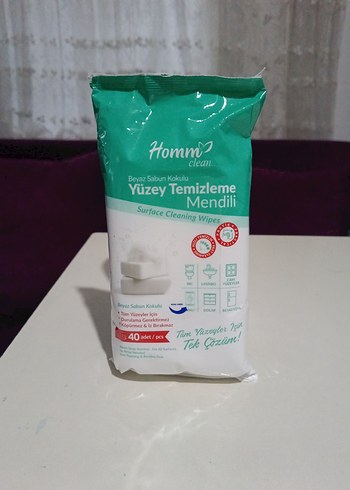 Homm
clean
Beyaz Sabun Kokulu
Yüzey Temizleme
Mendili
Surface Cleaning Wipes
Beyaz Sabun Kokulu
Tüm Yüzeyler İçin
Durulama Gerektirmez
& İz Bırakmaz
40 adet / pcs
Tüm Yüzeyler İçin
Tek Çözüm!